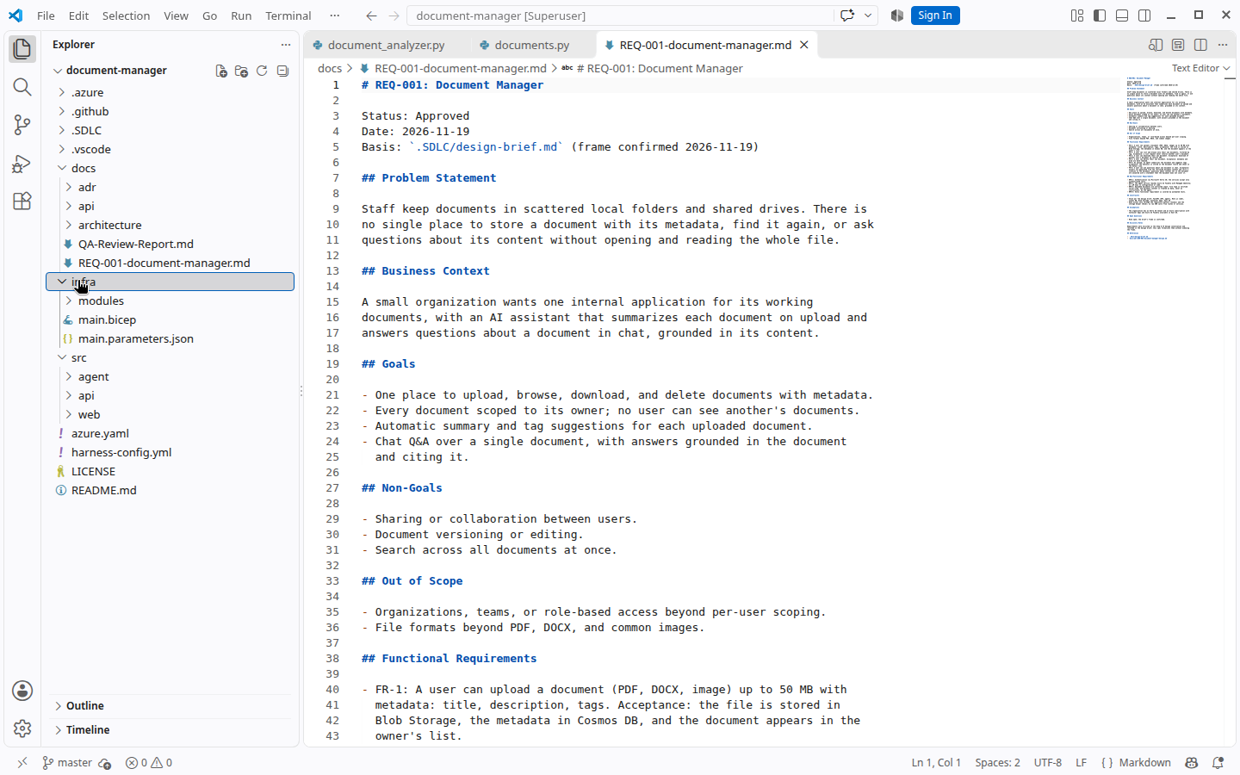 File Edit Selection View Go Run Terminal ··· document-manager [Superuser] Sign In
Explorer
document-manager
.azure
.github
.SDLC
.vscode
docs
adr
api
architecture
QA-Review-Report.md
REQ-001-document-manager.md
infra
modules
main.bicep
main.parameters.json
src
agent
api
web
azure.yaml
harness-config.yml
LICENSE
README.md
Outline
Timeline
document_analyzer.py documents.py REQ-001-document-manager.md
docs > REQ-001-document-manager.md > # REQ-001: Document Manager Text Editor
1 # REQ-001: Document Manager
2
3 Status: Approved
4 Date: 2026-11-19
5 Basis: `.SDLC/design-brief.md` (frame confirmed 2026-11-19)
6
7 ## Problem Statement
8
9 Staff keep documents in scattered local folders and shared drives. There is
10 no single place to store a document with its metadata, find it again, or ask
11 questions about its content without opening and reading the whole file.
12
13 ## Business Context
14
15 A small organization wants one internal application for its working
16 documents, with an AI assistant that summarizes each document on upload and
17 answers questions about a document in chat, grounded in its content.
18
19 ## Goals
20
21 - One place to upload, browse, download, and delete documents with metadata.
22 - Every document scoped to its owner; no user can see another's documents.
23 - Automatic summary and tag suggestions for each uploaded document.
24 - Chat Q&A over a single document, with answers grounded in the document
25 and citing it.
26
27 ## Non-Goals
28
29 - Sharing or collaboration between users.
30 - Document versioning or editing.
31 - Search across all documents at once.
32
33 ## Out of Scope
34
35 - Organizations, teams, or role-based access beyond per-user scoping.
36 - File formats beyond PDF, DOCX, and common images.
37
38 ## Functional Requirements
39
40 - FR-1: A user can upload a document (PDF, DOCX, image) up to 50 MB with
41 metadata: title, description, tags. Acceptance: the file is stored in
42 Blob Storage, the metadata in Cosmos DB, and the document appears in the
43 owner's list.
master 0 0 Ln 1, Col 1 Spaces: 2 UTF-8 LF { } Markdown